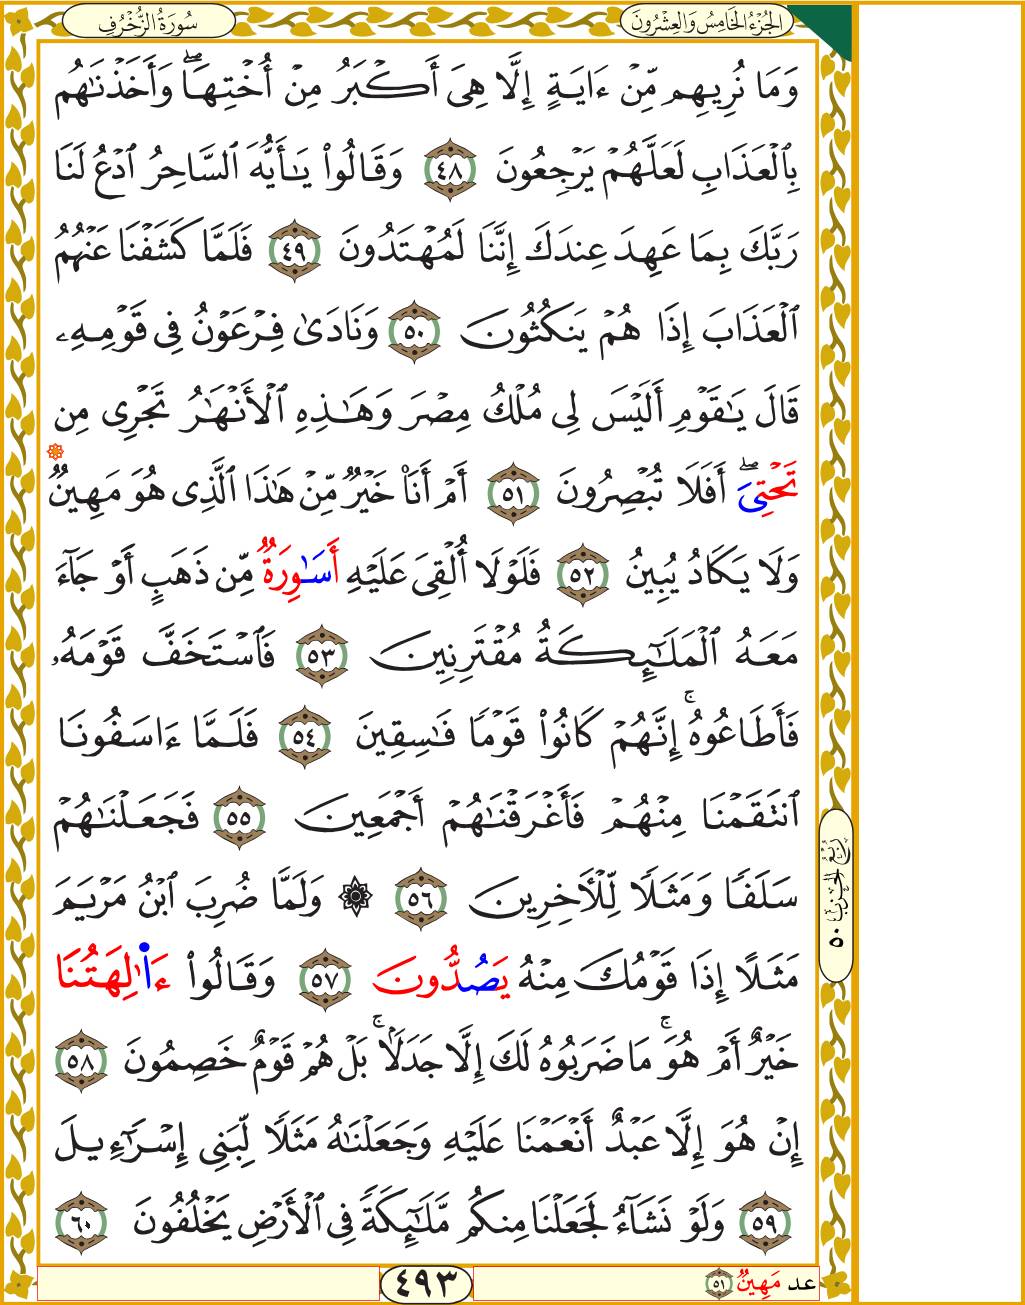 سُورَةُ الزُّخْرُفِ
الجُزْءُ الخَامِسُ وَالعِشْرُونَ
وَمَا نُرِيهِم مِّنْ ءَايَةٍ إِلَّا هِيَ أَكْبَرُ مِنْ أُخْتِهَاۖ وَأَخَذْنَٰهُم
بِالْعَذَابِ لَعَلَّهُمْ يَرْجِعُونَ ٤٨ وَقَالُوا۟ يَٰٓأَيُّهَ ٱلسَّاحِرُ ٱدْعُ لَنَا
رَبَّكَ بِمَا عَهِدَ عِندَكَ إِنَّنَا لَمُهْتَدُونَ ٤٩ فَلَمَّا كَشَفْنَا عَنْهُمُ
ٱلْعَذَابَ إِذَا هُمْ يَنكُثُونَ ٥٠ وَنَادَىٰ فِرْعَوْنُ فِى قَوْمِهِۦ
قَالَ يَٰقَوْمِ أَلَيْسَ لِى مُلْكُ مِصْرَ وَهَٰذِهِ ٱلْأَنْهَٰرُ تَجْرِى مِن
تَحْتِىَۖ أَفَلَا تُبْصِرُونَ ٥١ أَمْ أَنَا۠ خَيْرٌ مِّنْ هَٰذَا ٱلَّذِى هُوَ مَهِينٌ
وَلَا يَكَادُ يُبِينُ ٥٢ فَلَوْلَا أُلْقِىَ عَلَيْهِ أَسَٰوِرَةٌ مِّن ذَهَبٍ أَوْ جَآءَ
مَعَهُ ٱلْمَلَٰٓئِكَةُ مُقْتَرِنِينَ ٥٣ فَٱسْتَخَفَّ قَوْمَهُۥ
فَأَطَاعُوهُۚ إِنَّهُمْ كَانُوا۟ قَوْمًا فَٰسِقِينَ ٥٤ فَلَمَّا ءَاسَفُونَا
ٱنتَقَمْنَا مِنْهُمْ فَأَغْرَقْنَٰهُمْ أَجْمَعِينَ ٥٥ فَجَعَلْنَٰهُمْ
سَلَفًا وَمَثَلًا لِّلْأَخِرِينَ ٥٦ ۞ وَلَمَّا ضُرِبَ ٱبْنُ مَرْيَمَ
مَثَلًا إِذَا قَوْمُكَ مِنْهُ يَصُدُّونَ ٥٧ وَقَالُوا۟ ءَأَٰلِهَتُنَا
خَيْرٌ أَمْ هُوَۚ مَا ضَرَبُوهُ لَكَ إِلَّا جَدَلًاۚ بَلْ هُمْ قَوْمٌ خَصِمُونَ ٥٨
إِنْ هُوَ إِلَّا عَبْدٌ أَنْعَمْنَا عَلَيْهِ وَجَعَلْنَٰهُ مَثَلًا لِّبَنِى إِسْرَٰٓءِيلَ
٥٩ وَلَوْ نَشَآءُ لَجَعَلْنَا مِنكُم مَّلَٰٓئِكَةً فِى ٱلْأَرْضِ يَخْلُفُونَ ٦٠
رُبْعُ الحِزْبِ ٥٠
٤٩٣
عد مَهِينٌ ٥١